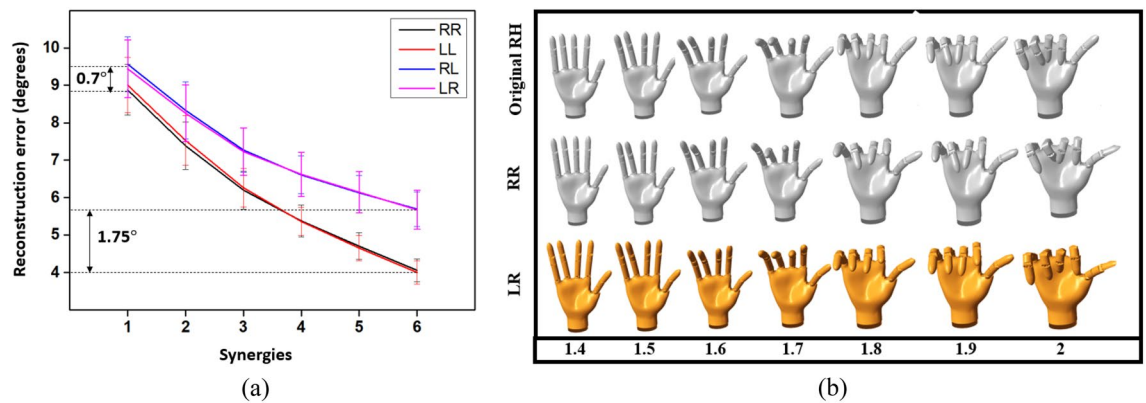 Reconstruction error (degrees)
10
9
8
7
6
5
4
0.7°
1.75°
RR
LL
RL
LR
1 2 3 4 5 6
Synergies
(a)
Original RH
RR
LR
1.4 1.5 1.6 1.7 1.8 1.9 2
(b)